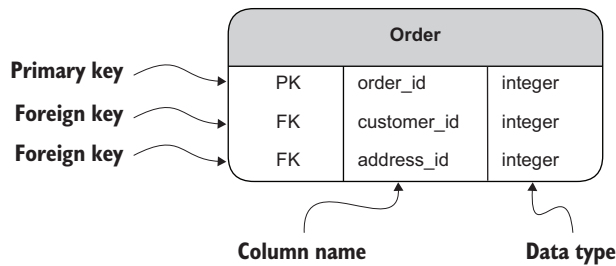 Order
Primary key PK order_id integer
Foreign key FK customer_id integer
Foreign key FK address_id integer
Column name Data type